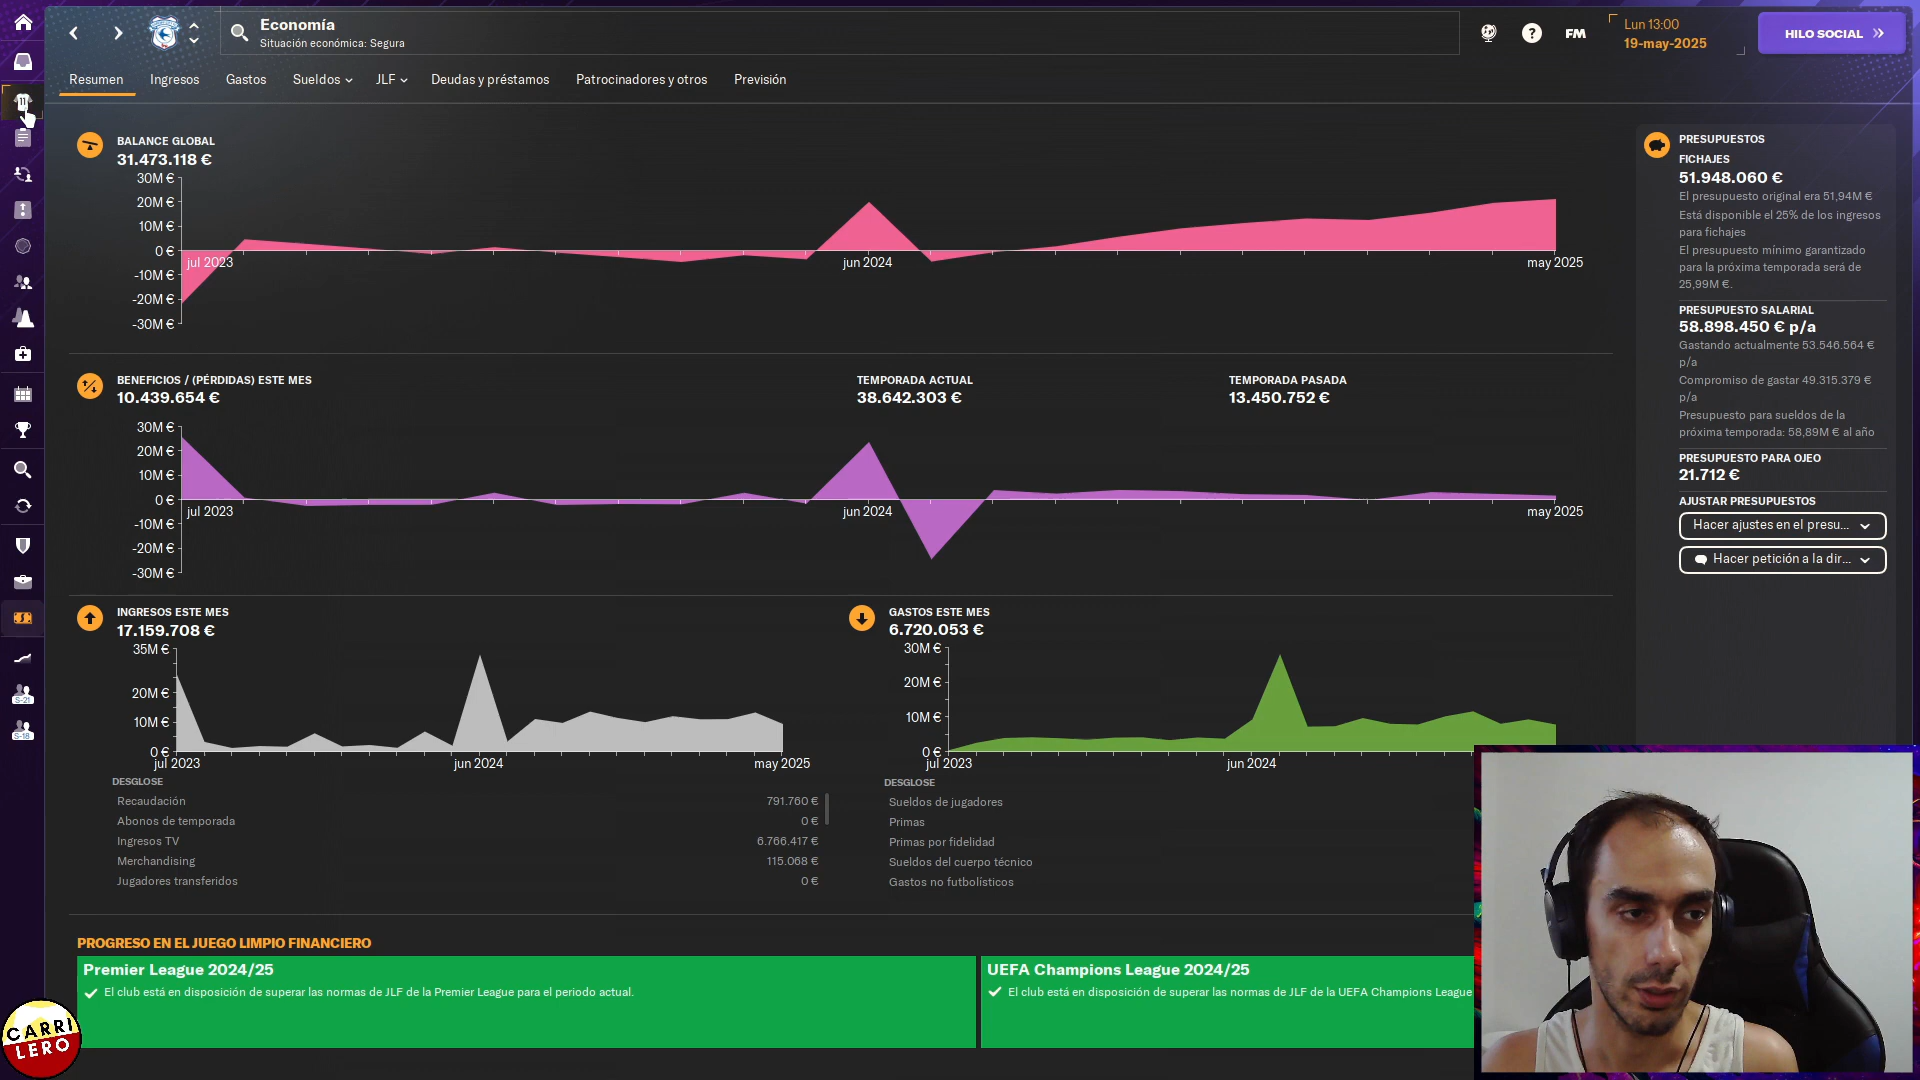 Economía
Situación económica: Segura
FM
Lun 13:00
19-may-2025
HILO SOCIAL
Resumen
Ingresos
Gastos
Sueldos
JLF
Deudas y préstamos
Patrocinadores y otros
Previsión
BALANCE GLOBAL
31.473.118 €
30M €
20M €
10M €
0 €
-10M €
-20M €
-30M €
jul 2023
jun 2024
may 2025
BENEFICIOS / (PÉRDIDAS) ESTE MES
10.439.654 €
TEMPORADA ACTUAL
38.642.303 €
TEMPORADA PASADA
13.450.752 €
30M €
20M €
10M €
0 €
-10M €
-20M €
-30M €
jul 2023
jun 2024
may 2025
INGRESOS ESTE MES
17.159.708 €
35M €
20M €
10M €
0 €
jul 2023
jun 2024
may 2025
DESGLOSE
Recaudación 791.760 €
Abonos de temporada 0 €
Ingresos TV 6.766.417 €
Merchandising 115.068 €
Jugadores transferidos 0 €
GASTOS ESTE MES
6.720.053 €
30M €
20M €
10M €
0 €
jul 2023
jun 2024
DESGLOSE
Sueldos de jugadores
Primas
Primas por fidelidad
Sueldos del cuerpo técnico
Gastos no futbolísticos
PROGRESO EN EL JUEGO LIMPIO FINANCIERO
Premier League 2024/25
El club está en disposición de superar las normas de JLF de la Premier League para el periodo actual.
UEFA Champions League 2024/25
El club está en disposición de superar las normas de JLF de la UEFA Champions League
PRESUPUESTOS
FICHAJES
51.948.060 €
El presupuesto original era 51,94M €
Está disponible el 25% de los ingresos
para fichajes
El presupuesto mínimo garantizado
para la próxima temporada será de
25,99M €.
PRESUPUESTO SALARIAL
58.898.450 € p/a
Gastando actualmente 53.546.564 €
p/a
Compromiso de gastar 49.315.379 €
p/a
Presupuesto para sueldos de la
próxima temporada: 58,89M € al año
PRESUPUESTO PARA OJEO
21.712 €
AJUSTAR PRESUPUESTOS
Hacer ajustes en el presu...
Hacer petición a la dir...
11
S-21
S-18
CARRI
LERO